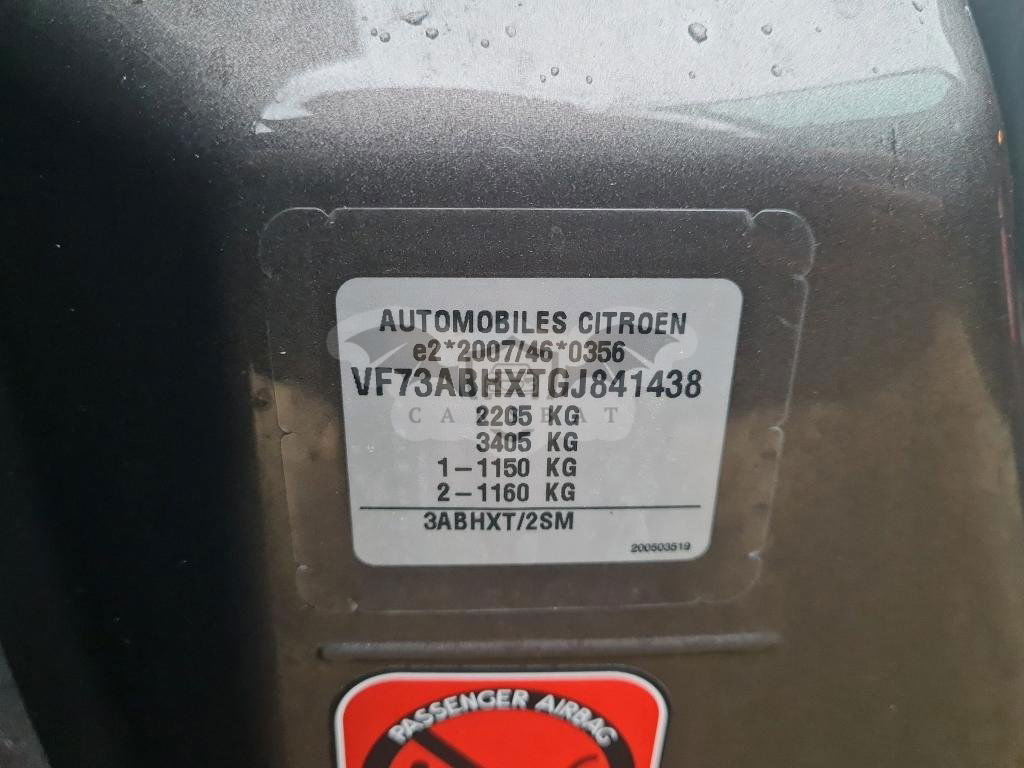 AUTOMOBILES CITROEN
e2*2007/46*0356
VF73ABHXTGJ841438
2205 KG
3405 KG
1-1150 KG
2-1160 KG
3ABHXT/2SM
200503519
PASSENGER AIRBAG